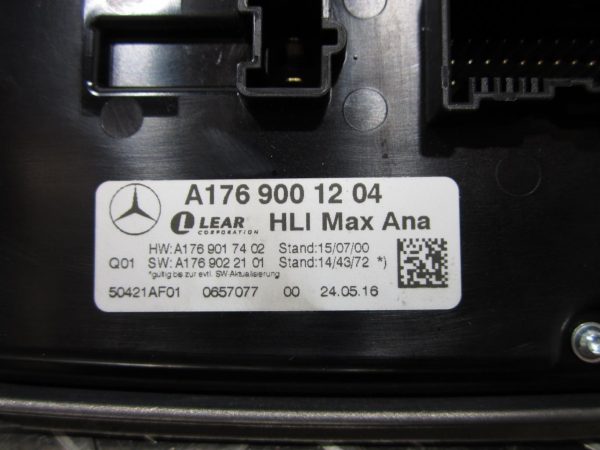 A176 900 12 04
LEAR CORPORATION HLI Max Ana
HW:A176 901 74 02 Stand:15/07/00
Q01 SW:A176 902 21 01 Stand:14/43/72 *)
*gültig bis zur evtl. SW-Aktualisierung
50421AF01 0657077 00 24.05.16